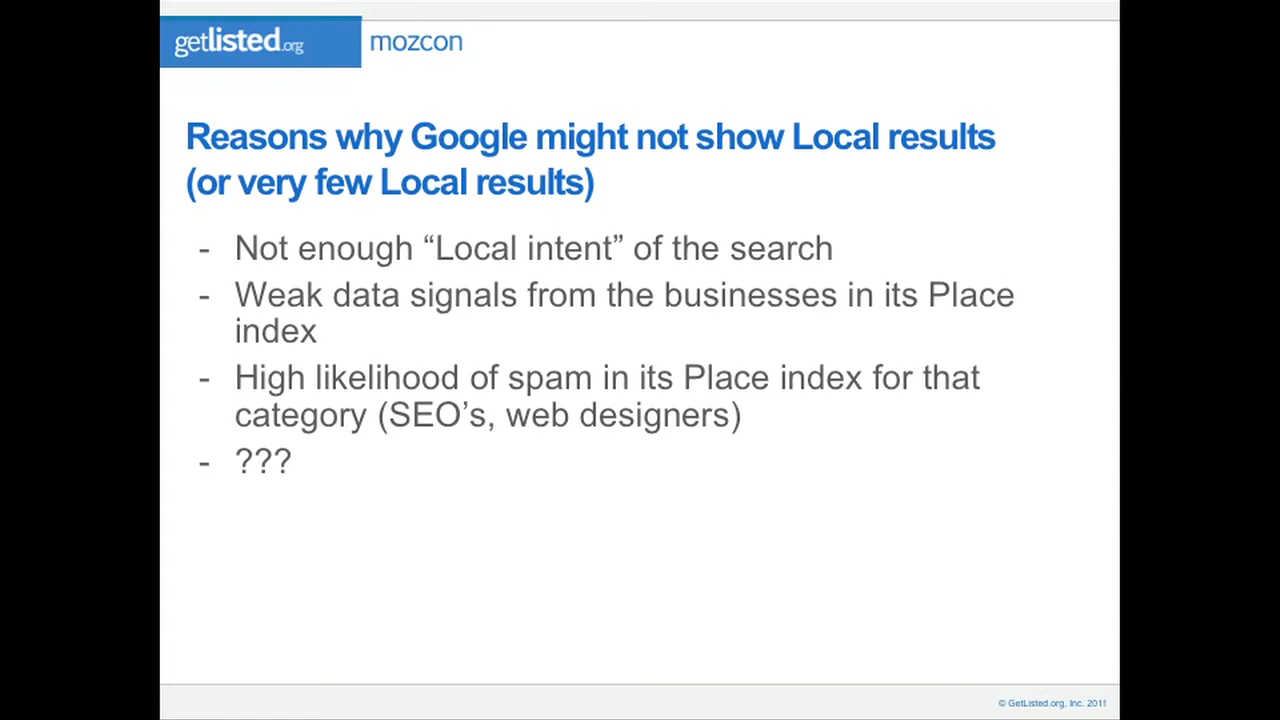 getlisted.org mozcon
Reasons why Google might not show Local results
(or very few Local results)
- Not enough “Local intent” of the search
- Weak data signals from the businesses in its Place
index
- High likelihood of spam in its Place index for that
category (SEO’s, web designers)
- ???
© GetListed.org, Inc. 2011